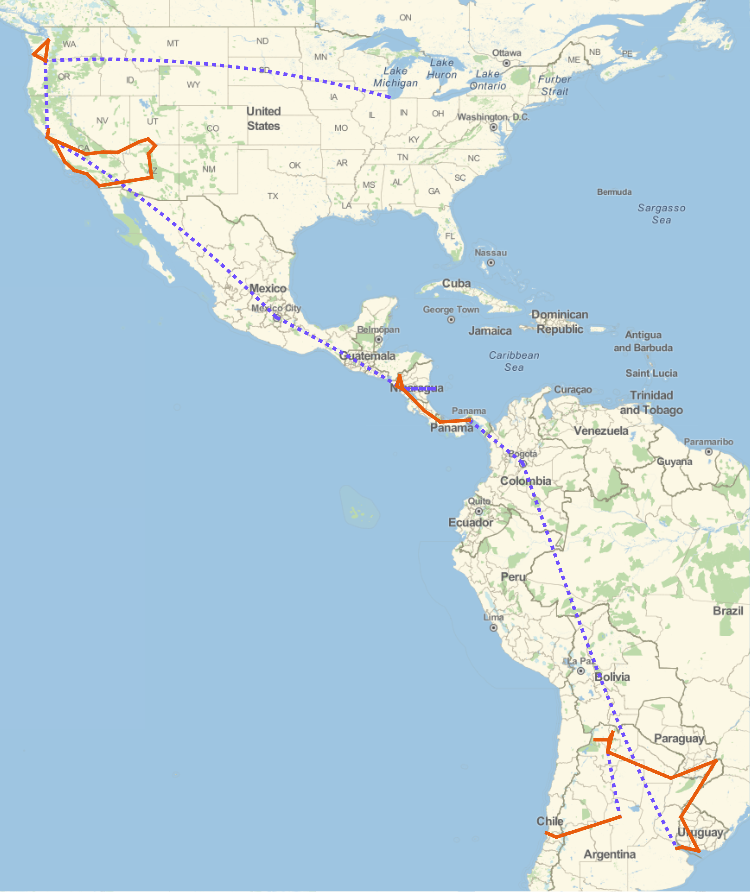 ON
WA
MT
ND
MN
Ottawa
ME
NB
PE
OR
ID
WY
SD
Lake
Michigan
Lake
Huron
Lake
Ontario
Furber
Strait
IA
NV
UT
CO
United
States
IL
IN
OH
Washington, D.C.
MO
KY
CA
AZ
NM
OK
AR
TN
NC
SC
TX
MS
AL
GA
LA
FL
Bermuda
Sargasso
Sea
Nassau
Mexico
Mexico City
Cuba
George Town
Jamaica
Dominican
Republic
Belmopan
Guatemala
Caribbean
Sea
Antigua
and Barbuda
Saint Lucia
Nicaragua
Curaçao
Trinidad
and Tobago
Panama
Panama
Venezuela
Paramaribo
Guyana
Bogota
Colombia
Quito
Ecuador
Peru
Brazil
Lima
La Paz
Bolivia
Paraguay
Chile
Uruguay
Argentina